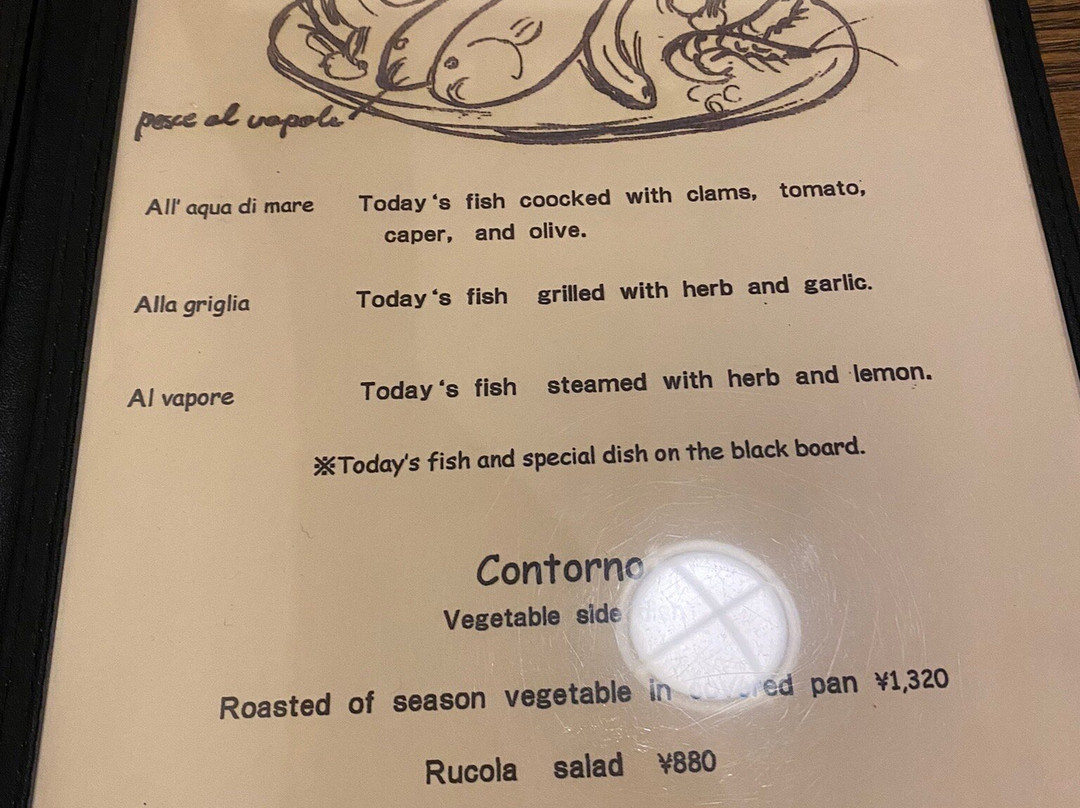 pesce al vapole
All' aqua di mare Today's fish coocked with clams, tomato,
caper, and olive.
Alla griglia Today's fish grilled with herb and garlic.
Al vapore Today's fish steamed with herb and lemon.
※Today's fish and special dish on the black board.
Contorno
Vegetable side dish
Roasted of season vegetable in covered pan ¥1,320
Rucola salad ¥880